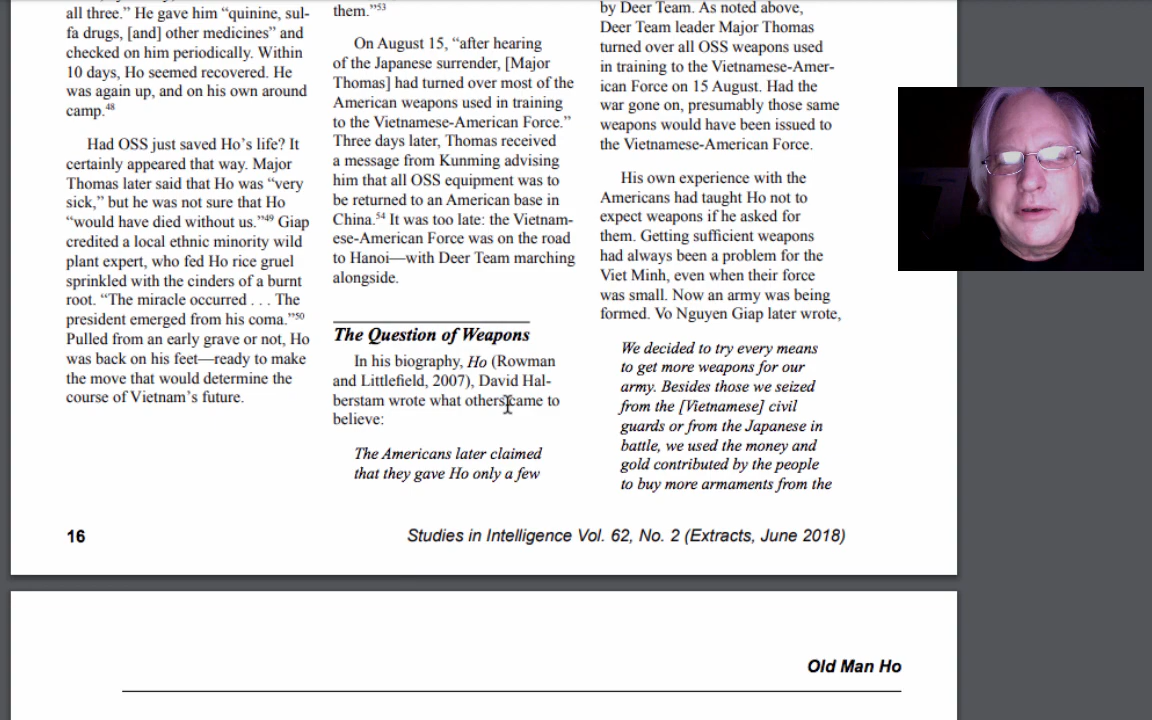 all three.” He gave him “quinine, sul-
fa drugs, [and] other medicines” and
checked on him periodically. Within
10 days, Ho seemed recovered. He
was again up, and on his own around
camp.48
Had OSS just saved Ho’s life? It
certainly appeared that way. Major
Thomas later said that Ho was “very
sick,” but he was not sure that Ho
“would have died without us.”49 Giap
credited a local ethnic minority wild
plant expert, who fed Ho rice gruel
sprinkled with the cinders of a burnt
root. “The miracle occurred . . . The
president emerged from his coma.”50
Pulled from an early grave or not, Ho
was back on his feet—ready to make
the move that would determine the
course of Vietnam’s future.
them.”53
On August 15, “after hearing
of the Japanese surrender, [Major
Thomas] had turned over most of the
American weapons used in training
to the Vietnamese-American Force.”
Three days later, Thomas received
a message from Kunming advising
him that all OSS equipment was to
be returned to an American base in
China.54 It was too late: the Vietnam-
ese-American Force was on the road
to Hanoi—with Deer Team marching
alongside.
The Question of Weapons
In his biography, Ho (Rowman
and Littlefield, 2007), David Hal-
berstam wrote what others came to
believe:
The Americans later claimed
that they gave Ho only a few
by Deer Team. As noted above,
Deer Team leader Major Thomas
turned over all OSS weapons used
in training to the Vietnamese-Amer-
ican Force on 15 August. Had the
war gone on, presumably those same
weapons would have been issued to
the Vietnamese-American Force.
His own experience with the
Americans had taught Ho not to
expect weapons if he asked for
them. Getting sufficient weapons
had always been a problem for the
Viet Minh, even when their force
was small. Now an army was being
formed. Vo Nguyen Giap later wrote,
We decided to try every means
to get more weapons for our
army. Besides those we seized
from the [Vietnamese] civil
guards or from the Japanese in
battle, we used the money and
gold contributed by the people
to buy more armaments from the
16
Studies in Intelligence Vol. 62, No. 2 (Extracts, June 2018)
Old Man Ho